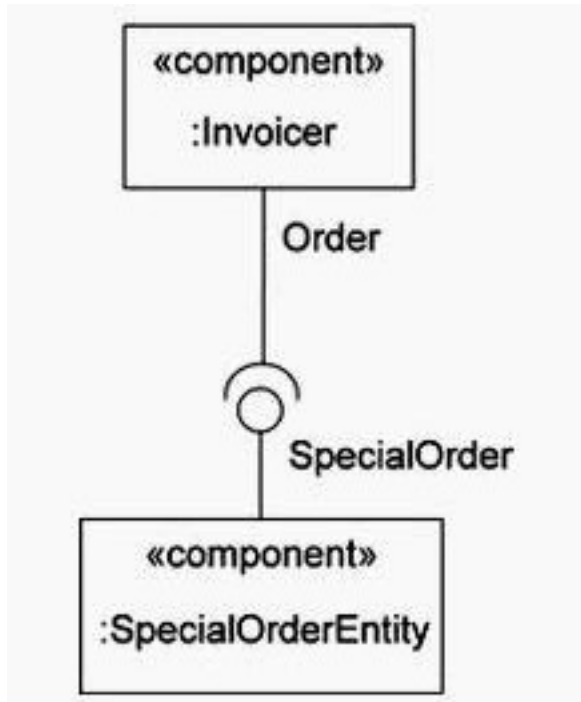 «component»
:Invoicer
Order
SpecialOrder
«component»
:SpecialOrderEntity